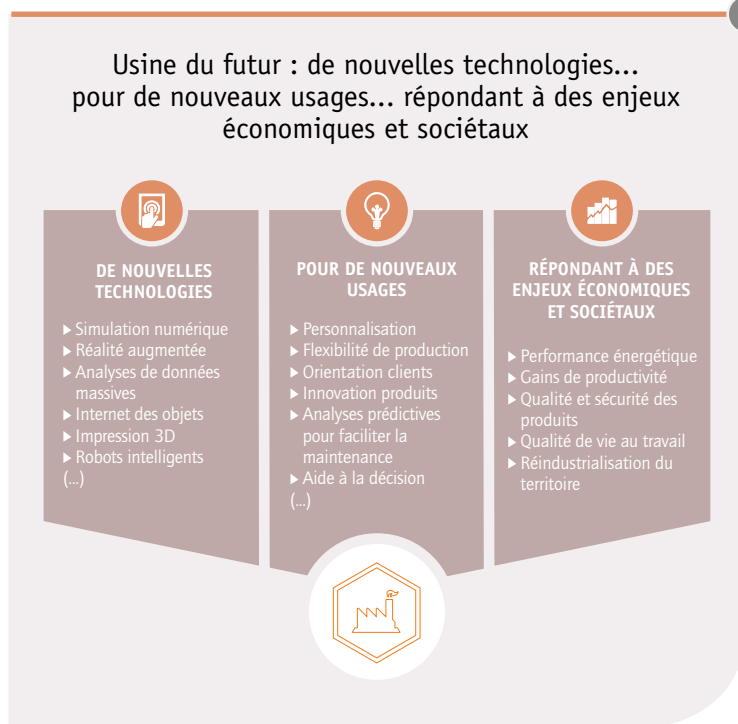 Usine du futur : de nouvelles technologies...
pour de nouveaux usages... répondant à des enjeux
économiques et sociétaux
DE NOUVELLES
TECHNOLOGIES
▶ Simulation numérique
▶ Réalité augmentée
▶ Analyses de données
massives
▶ Internet des objets
▶ Impression 3D
▶ Robots intelligents
(...)
POUR DE NOUVEAUX
USAGES
▶ Personnalisation
▶ Flexibilité de production
▶ Orientation clients
▶ Innovation produits
▶ Analyses prédictives
pour faciliter la
maintenance
▶ Aide à la décision
(...)
RÉPONDANT À DES
ENJEUX ÉCONOMIQUES
ET SOCIÉTAUX
▶ Performance énergétique
▶ Gains de productivité
▶ Qualité et sécurité des
produits
▶ Qualité de vie au travail
▶ Réindustrialisation du
territoire